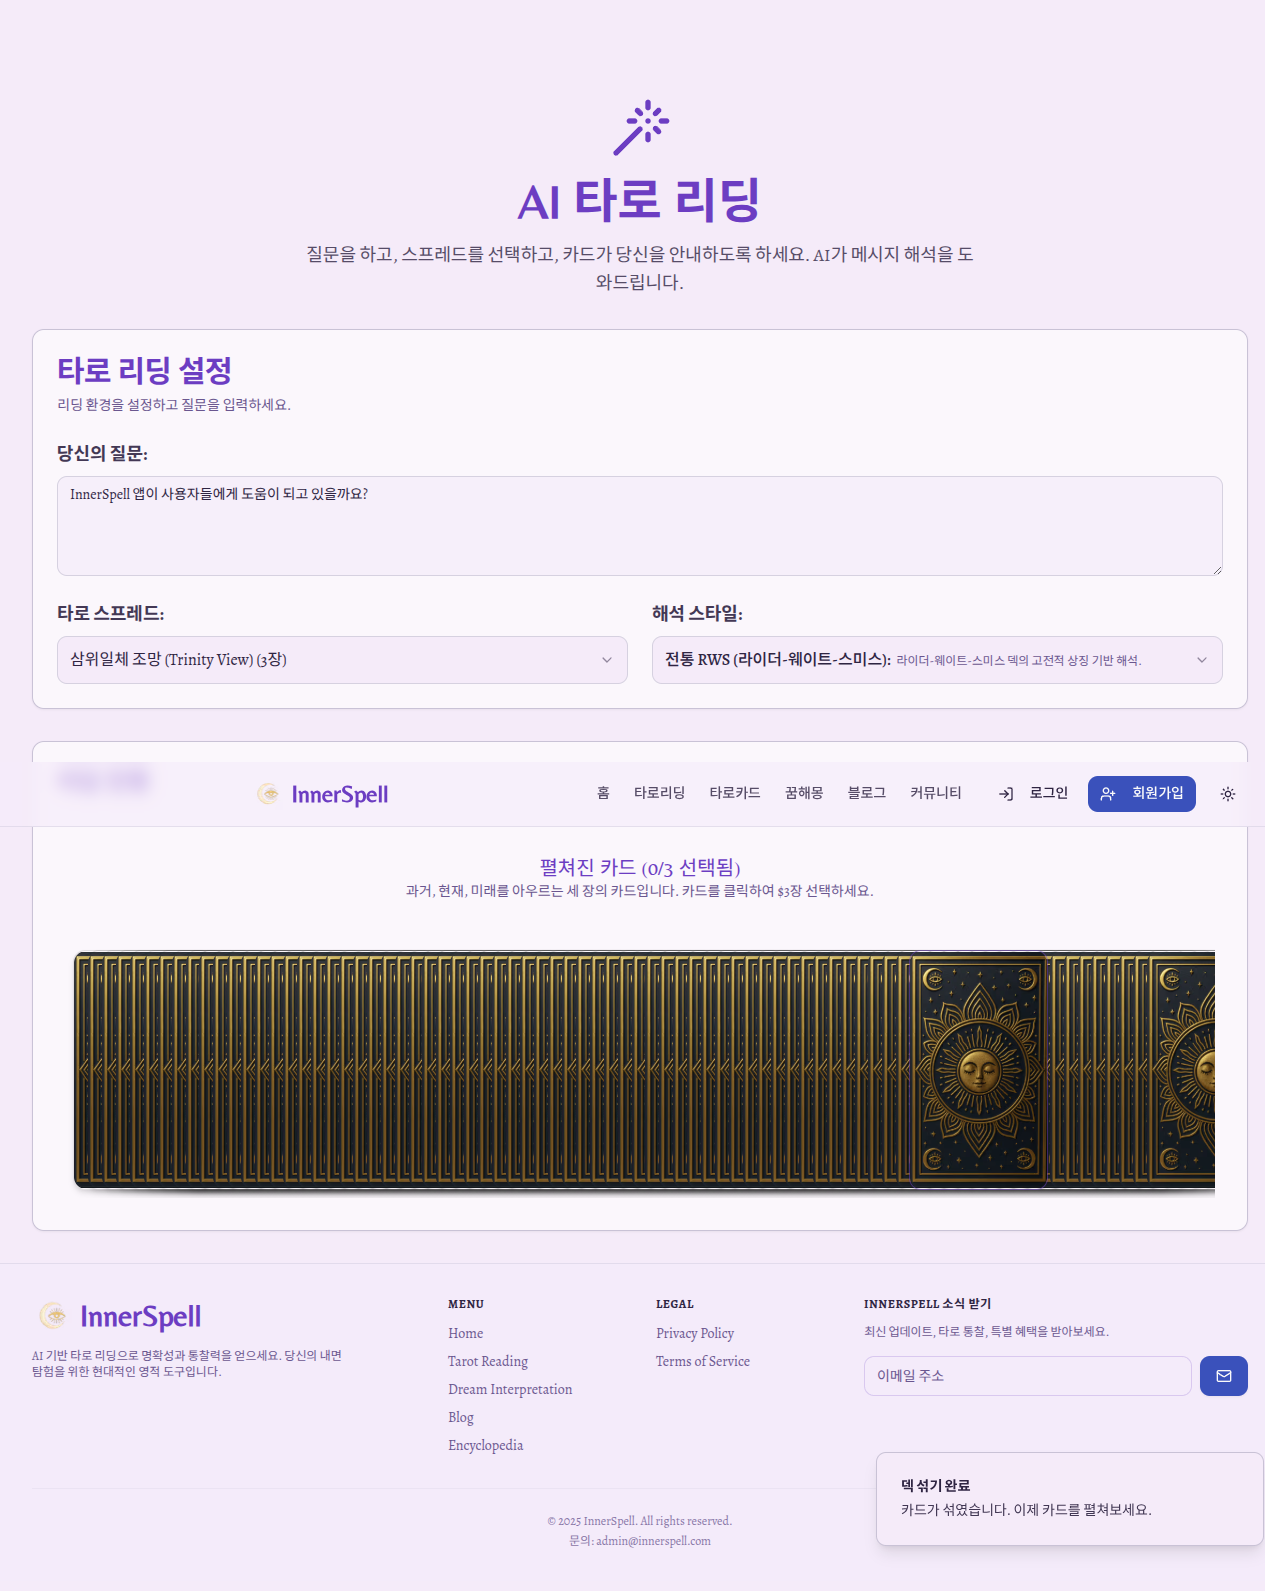 AI 타로 리딩
질문을 하고, 스프레드를 선택하고, 카드가 당신을 안내하도록 하세요. AI가 메시지 해석을 도
와드립니다.
타로 리딩 설정
리딩 환경을 설정하고 질문을 입력하세요.
당신의 질문:
InnerSpell 앱이 사용자들에게 도움이 되고 있을까요?
타로 스프레드:
해석 스타일:
삼위일체 조망 (Trinity View) (3장)
전통 RWS (라이더-웨이트-스미스): 라이더-웨이트-스미스 덱의 고전적 상징 기반 해석.
InnerSpell
홈
타로리딩
타로카드
꿈해몽
블로그
커뮤니티
로그인
회원가입
펼쳐진 카드 (0/3 선택됨)
과거, 현재, 미래를 아우르는 세 장의 카드입니다. 카드를 클릭하여 $3장 선택하세요.
InnerSpell
AI 기반 타로 리딩으로 명확성과 통찰력을 얻으세요. 당신의 내면
탐험을 위한 현대적인 영적 도구입니다.
MENU
Home
Tarot Reading
Dream Interpretation
Blog
Encyclopedia
LEGAL
Privacy Policy
Terms of Service
INNERSPELL 소식 받기
최신 업데이트, 타로 통찰, 특별 혜택을 받아보세요.
이메일 주소
© 2025 InnerSpell. All rights reserved.
문의: admin@innerspell.com
덱 섞기 완료
카드가 섞였습니다. 이제 카드를 펼쳐보세요.